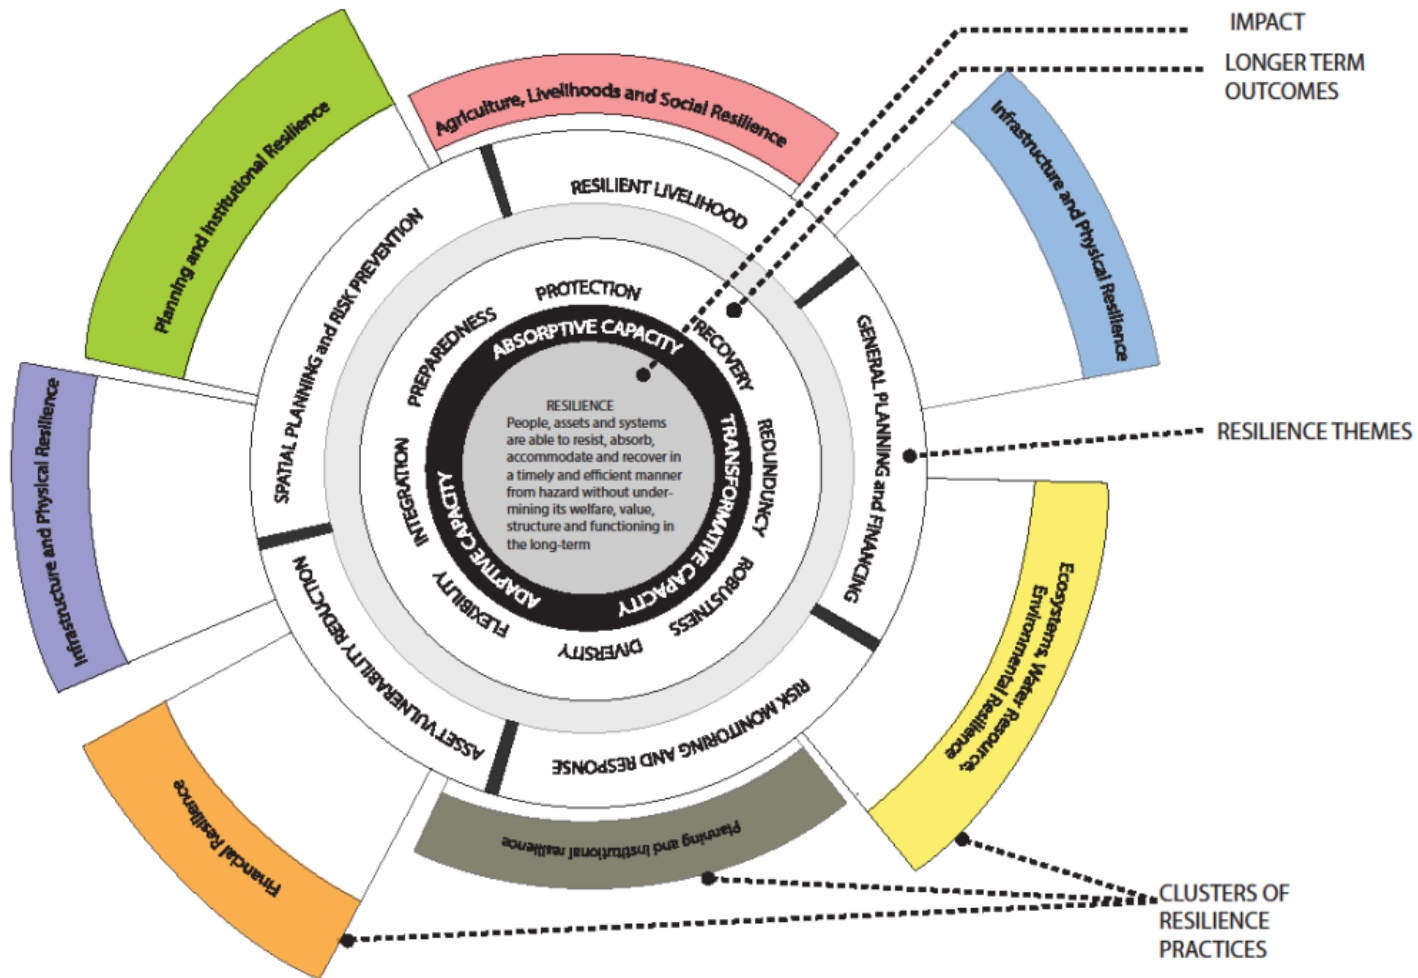 IMPACT
LONGER TERM
OUTCOMES
Agriculture, Livelihoods and Social Resilience
Planning and Institutional Resilience
Infrastructure and Physical Resilience
RESILIENT LIVELIHOOD
SPATIAL PLANNING and RISK PREVENTION
GENERAL PLANNING and FINANCING
PROTECTION
PREPAREDNESS
RECOVERY
ABSORPTIVE CAPACITY
RESILIENCE
People, assets and systems
are able to resist, absorb,
accommodate and recover in
a timely and efficient manner
from hazard without under-
mining its welfare, value,
structure and functioning in
the long-term
TRANSFORMATIVE CAPACITY
ADAPTIVE CAPACITY
INTEGRATION
REDUNDUNCY
RESILIENCE THEMES
Infrastructure and Physical Resilience
FLEXIBILITY
ROBUSTNESS
DIVERSITY
ASSET VULNERABILITY REDUCTION
RISK MONITORING AND RESPONSE
Ecosystems, Water Resource,
Environmental Resilience
Financial Resilience
Planning and Institutional resilience
CLUSTERS OF
RESILIENCE
PRACTICES